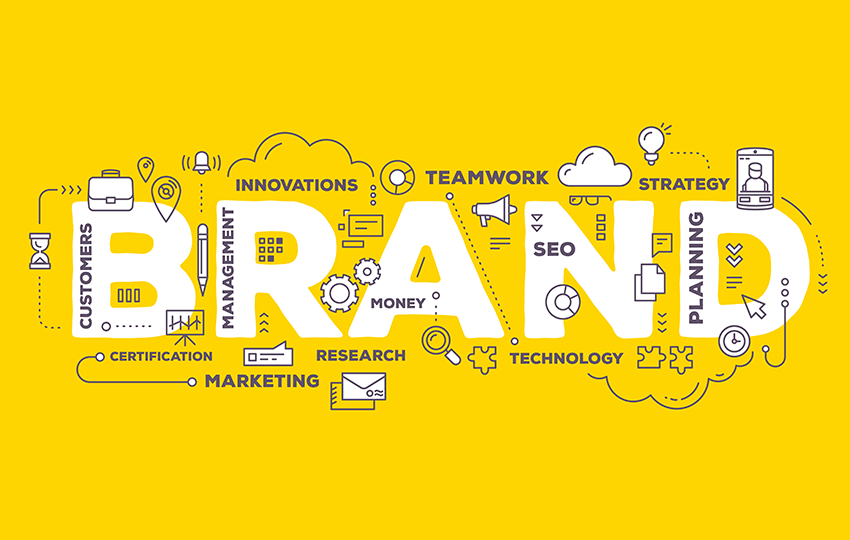 BRAND
INNOVATIONS
TEAMWORK
STRATEGY
CUSTOMERS
MANAGEMENT
SEO
PLANNING
MONEY
CERTIFICATION
RESEARCH
TECHNOLOGY
MARKETING